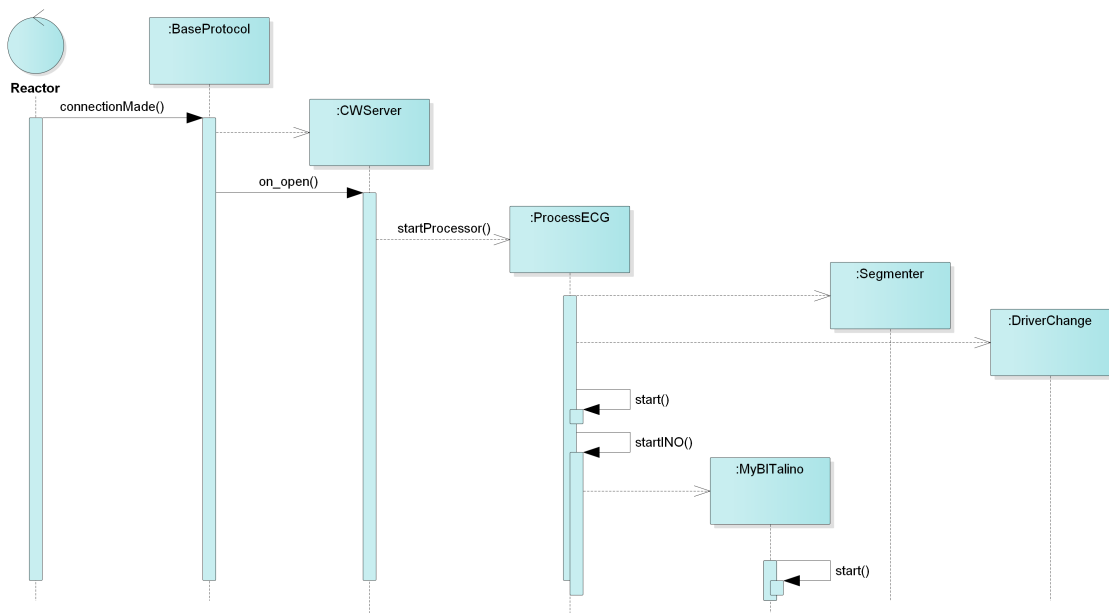 :BaseProtocol
Reactor
connectionMade()
:CWServer
on_open()
:ProcessECG
startProcessor()
:Segmenter
:DriverChange
start()
startINO()
:MyBITalino
start()